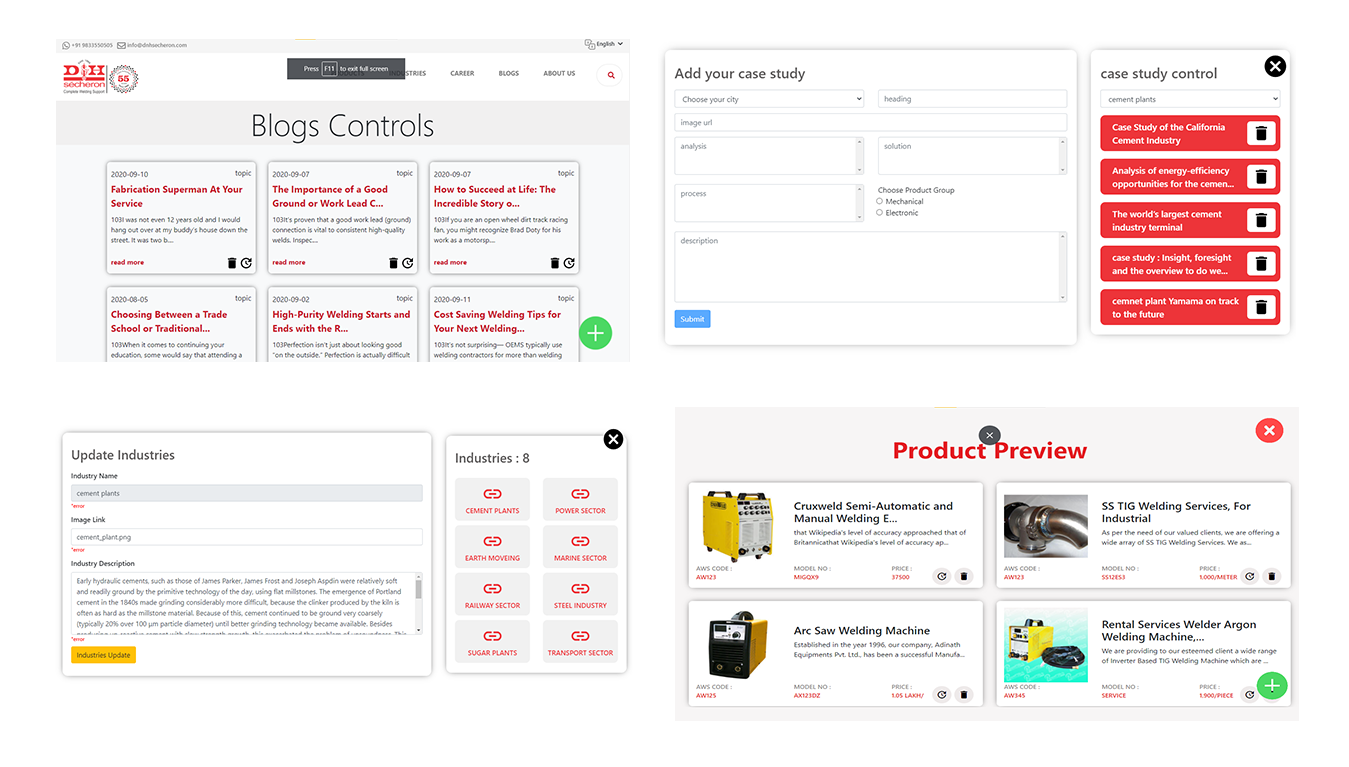 +91 9833550505 info@dnhsecheron.com
English
D&H
secheron
Complete Welding Support
55
Press F11 to exit full screen
CAREER
BLOGS
ABOUT US
Blogs Controls
2020-09-10 topic
Fabrication Superman At Your
Service
103I was not even 12 years old and I would
hang out over at my buddy's house down the
street. It was two b....
read more
2020-09-07 topic
The Importance of a Good
Ground or Work Lead C...
103It's proven that a good work lead (ground)
connection is vital to consistent high-quality
welds. Inspec....
read more
2020-09-07 topic
How to Succeed at Life: The
Incredible Story o...
103If you are an open wheel dirt track racing
fan, you might recognize Brad Doty for his
work as a motorsp....
read more
2020-08-05 topic
Choosing Between a Trade
School or Traditional...
103When it comes to continuing your
education, some would say that attending a
2020-09-02 topic
High-Purity Welding Starts and
Ends with the R...
103Perfection isn't just about looking good
"on the outside." Perfection is actually difficult
2020-09-11 topic
Cost Saving Welding Tips for
Your Next Welding...
103It's not surprising— OEMS typically use
welding contractors for more than welding
Add your case study
Choose your city
heading
image url
analysis
solution
process
Choose Product Group
Mechanical
Electronic
description
Submit
case study control
cement plants
Case Study of the California
Cement Industry
Analysis of energy-efficiency
opportunities for the cemen...
The world's largest cement
industry terminal
case study : Insight, foresight
and the overview to do we...
cemnet plant Yamama on track
to the future
Update Industries
Industry Name
cement plants
*error
Image Link
cement_plant.png
*error
Industry Description
Early hydraulic cements, such as those of James Parker, James Frost and Joseph Aspdin were relatively soft
and readily ground by the primitive technology of the day, using flat millstones. The emergence of Portland
cement in the 1840s made grinding considerably more difficult, because the clinker produced by the kiln is
often as hard as the millstone material. Because of this, cement continued to be ground very coarsely
(typically 20% over 100 μm particle diameter) until better grinding technology became available. Besides
*error
Industries Update
Industries : 8
CEMENT PLANTS
POWER SECTOR
EARTH MOVEING
MARINE SECTOR
RAILWAY SECTOR
STEEL INDUSTRY
SUGAR PLANTS
TRANSPORT SECTOR
Product Preview
Cruxweld Semi-Automatic and
Manual Welding E...
that Wikipedia's level of accuracy approached that of
Britannicathat Wikipedia's level of accuracy ap...
AWS CODE : MODEL NO : PRICE :
AW123 MIGQX9 37500
SS TIG Welding Services, For
Industrial
As per the need of our valued clients, we are offering a
wide array of SS TIG Welding Services. We as...
AWS CODE : MODEL NO : PRICE :
AW123 SS12ES3 1,000/METER
Arc Saw Welding Machine
Established in the year 1996, our company, Adinath
Equipments Pvt. Ltd., has been a successful Manufa...
AWS CODE : MODEL NO : PRICE :
AW125 AX123DZ 1.05 LAKH/
Rental Services Welder Argon
Welding Machine,...
We are providing to our esteemed client a wide range
of Inverter Based TIG Welding Machine which are ...
AWS CODE : MODEL NO : PRICE :
AW345 SERVICE 1,900/PIECE